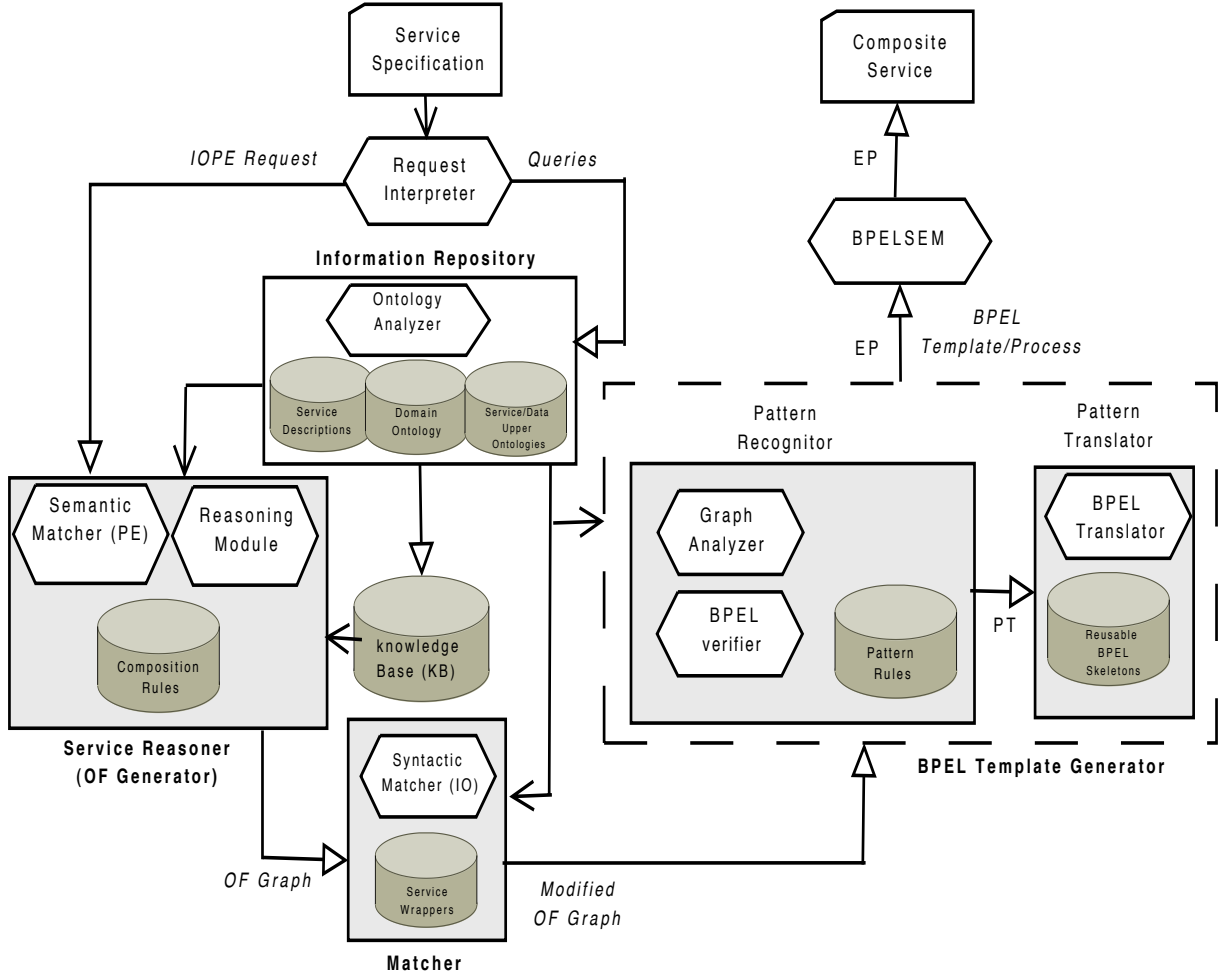 Service
Specification
Composite
Service
IOPE Request
Queries
Request
Interpreter
EP
BPELSEM
Information Repository
Ontology
Analyzer
BPEL
Template/Process
EP
Service
Descriptions
Domain
Ontology
Service/Data
Upper
Ontologies
Pattern
Recognitor
Pattern
Translator
Semantic
Matcher (PE)
Reasoning
Module
Graph
Analyzer
BPEL
Translator
BPEL
verifier
PT
Composition
Rules
knowledge
Base (KB)
Pattern
Rules
Reusable
BPEL
Skeletons
Service Reasoner
(OF Generator)
Syntactic
Matcher (IO)
BPEL Template Generator
OF Graph
Service
Wrappers
Modified
OF Graph
Matcher